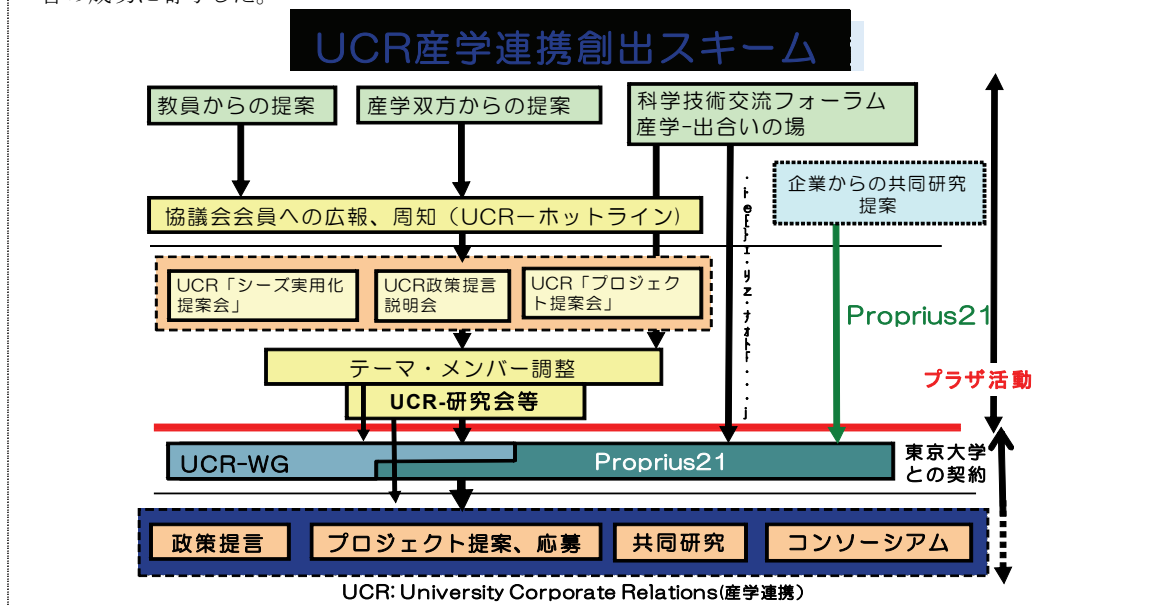 UCR産学連携創出スキーム
教員からの提案
産学双方からの提案
科学技術交流フォーラム
産学-出合いの場
企業からの共同研究
提案
協議会会員への広報、周知（UCRーホットライン）
UCR「シーズ実用化
提案会」
UCR政策提言
説明会
UCR「プロジェク
ト提案会」
Proprius21
テーマ・メンバー調整
プラザ活動
UCR-研究会等
UCR-WG
Proprius21
東京大学
との契約
政策提言
プロジェクト提案、応募
共同研究
コンソーシアム
UCR: University Corporate Relations(産学連携）